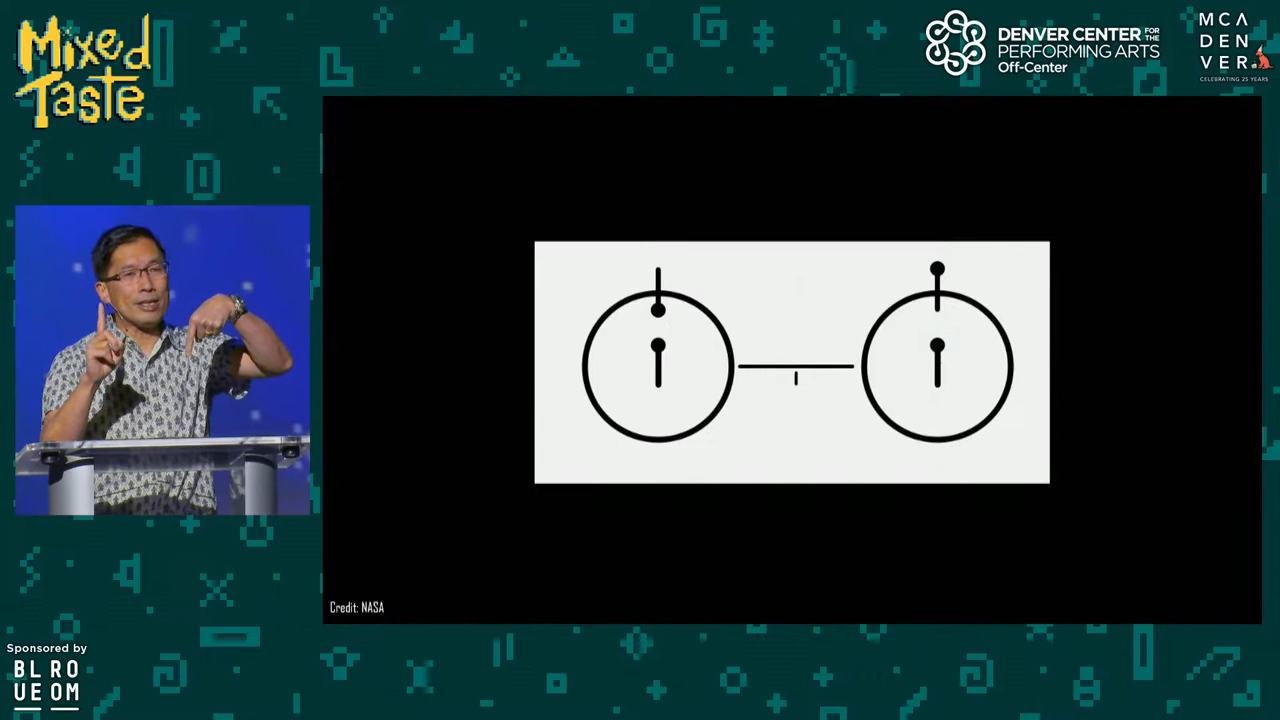 Mixed
Taste
DENVER CENTER FOR THE
PERFORMING ARTS
Off-Center
MCA
DEN
VER
CELEBRATING 25 YEARS
Credit: NASA
Sponsored by
BL RO
UE OM